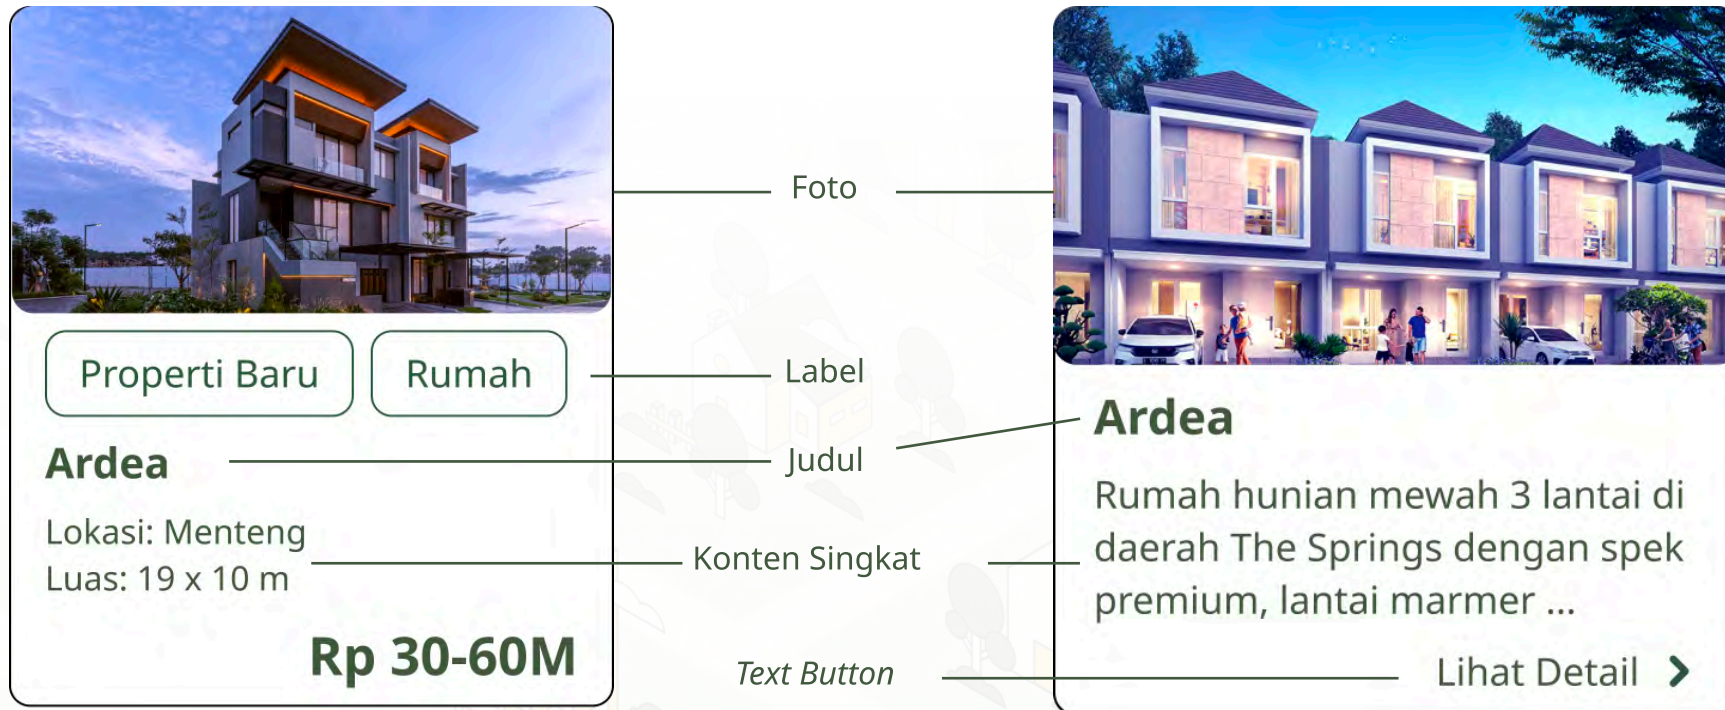 Properti Baru
Rumah
Ardea
Lokasi: Menteng
Luas: 19 x 10 m
Rp 30-60M
Foto
Label
Judul
Konten Singkat
Text Button
Ardea
Rumah hunian mewah 3 lantai di
daerah The Springs dengan spek
premium, lantai marmer ...
Lihat Detail